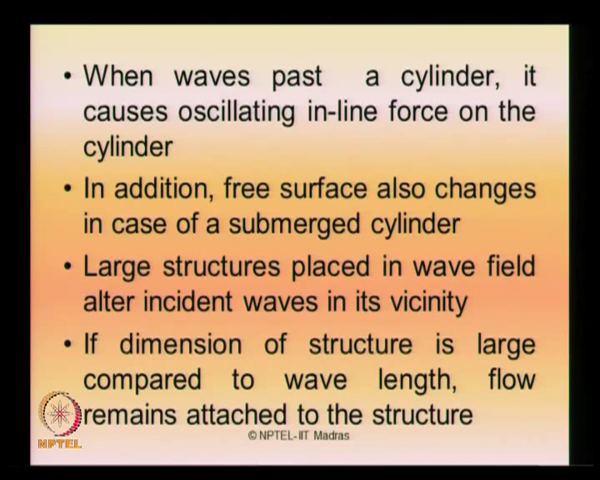 • When waves past a cylinder, it
causes oscillating in-line force on the
cylinder
• In addition, free surface also changes
in case of a submerged cylinder
• Large structures placed in wave field
alter incident waves in its vicinity
• If dimension of structure is large
compared to wave length, flow
remains attached to the structure
© NPTEL-IIT Madras
NPTEL